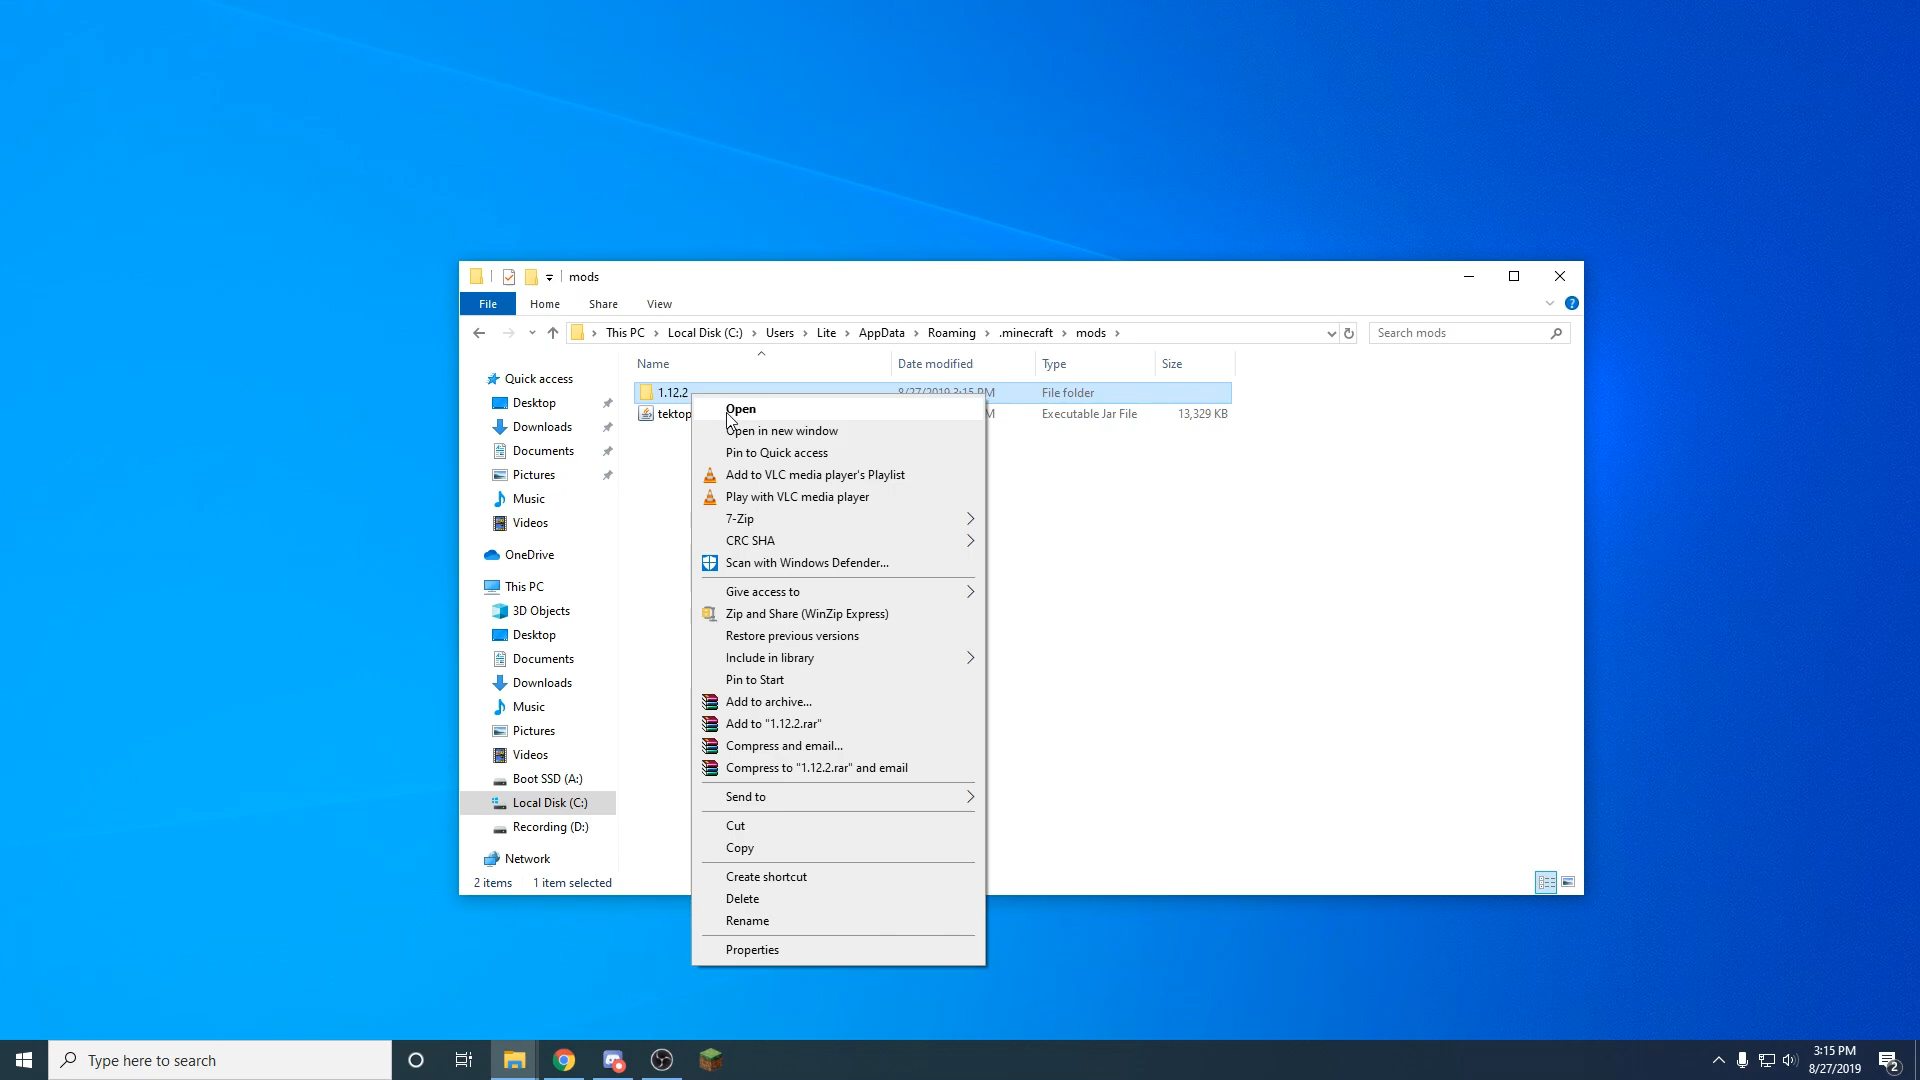 mods
File Home Share View
This PC Local Disk (C:) Users Lite AppData Roaming .minecraft mods
Search mods
Name Date modified Type Size
1.12.2 8/27/2019 3:15 PM File folder
Executable Jar File 13,329 KB
Quick access
Desktop
Downloads
Documents
Pictures
Music
Videos
OneDrive
This PC
3D Objects
Desktop
Documents
Downloads
Music
Pictures
Videos
Boot SSD (A:)
Local Disk (C:)
Recording (D:)
Network
2 items 1 item selected
Open
Open in new window
Pin to Quick access
Add to VLC media player's Playlist
Play with VLC media player
7-Zip
CRC SHA
Scan with Windows Defender...
Give access to
Zip and Share (WinZip Express)
Restore previous versions
Include in library
Pin to Start
Add to archive...
Add to "1.12.2.rar"
Compress and email...
Compress to "1.12.2.rar" and email
Send to
Cut
Copy
Create shortcut
Delete
Rename
Properties
Type here to search
3:15 PM
8/27/2019
2